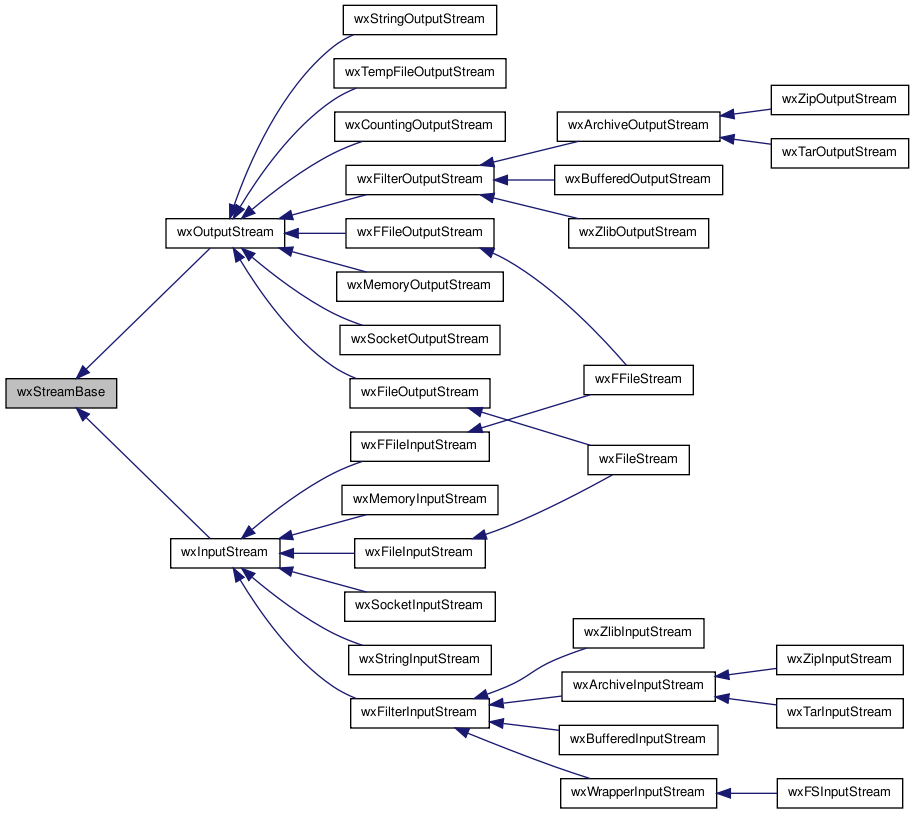 wxStringOutputStream
wxTempFileOutputStream
wxZipOutputStream
wxCountingOutputStream
wxArchiveOutputStream
wxTarOutputStream
wxFilterOutputStream
wxBufferedOutputStream
wxOutputStream
wxFFileOutputStream
wxZlibOutputStream
wxMemoryOutputStream
wxSocketOutputStream
wxFFileStream
wxStreamBase
wxFileOutputStream
wxFFileInputStream
wxFileStream
wxMemoryInputStream
wxInputStream
wxFileInputStream
wxSocketInputStream
wxZlibInputStream
wxStringInputStream
wxZipInputStream
wxArchiveInputStream
wxFilterInputStream
wxTarInputStream
wxBufferedInputStream
wxWrapperInputStream
wxFSInputStream